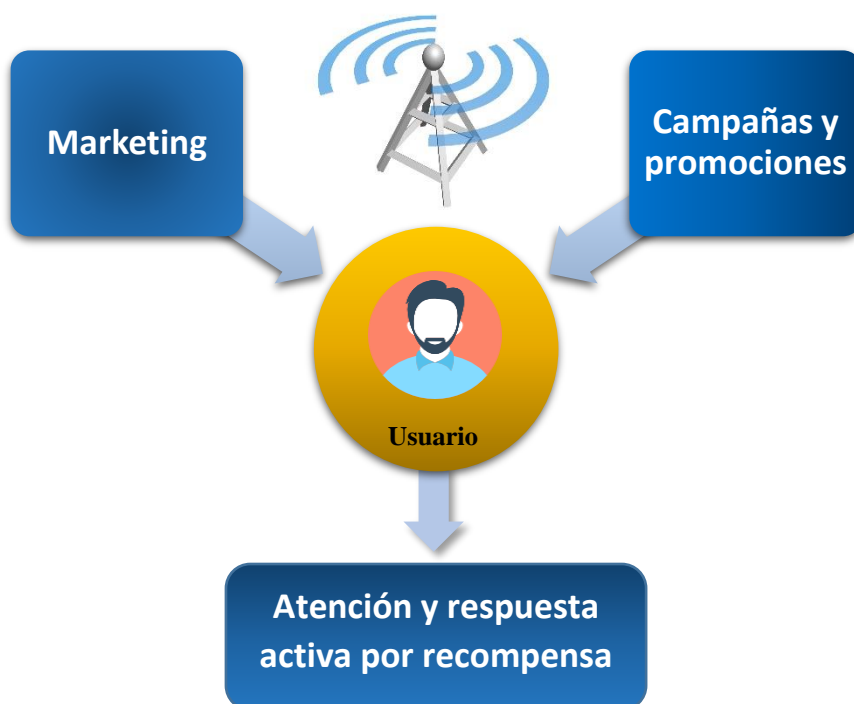 Marketing
Campañas y
promociones
Usuario
Atención y respuesta
activa por recompensa